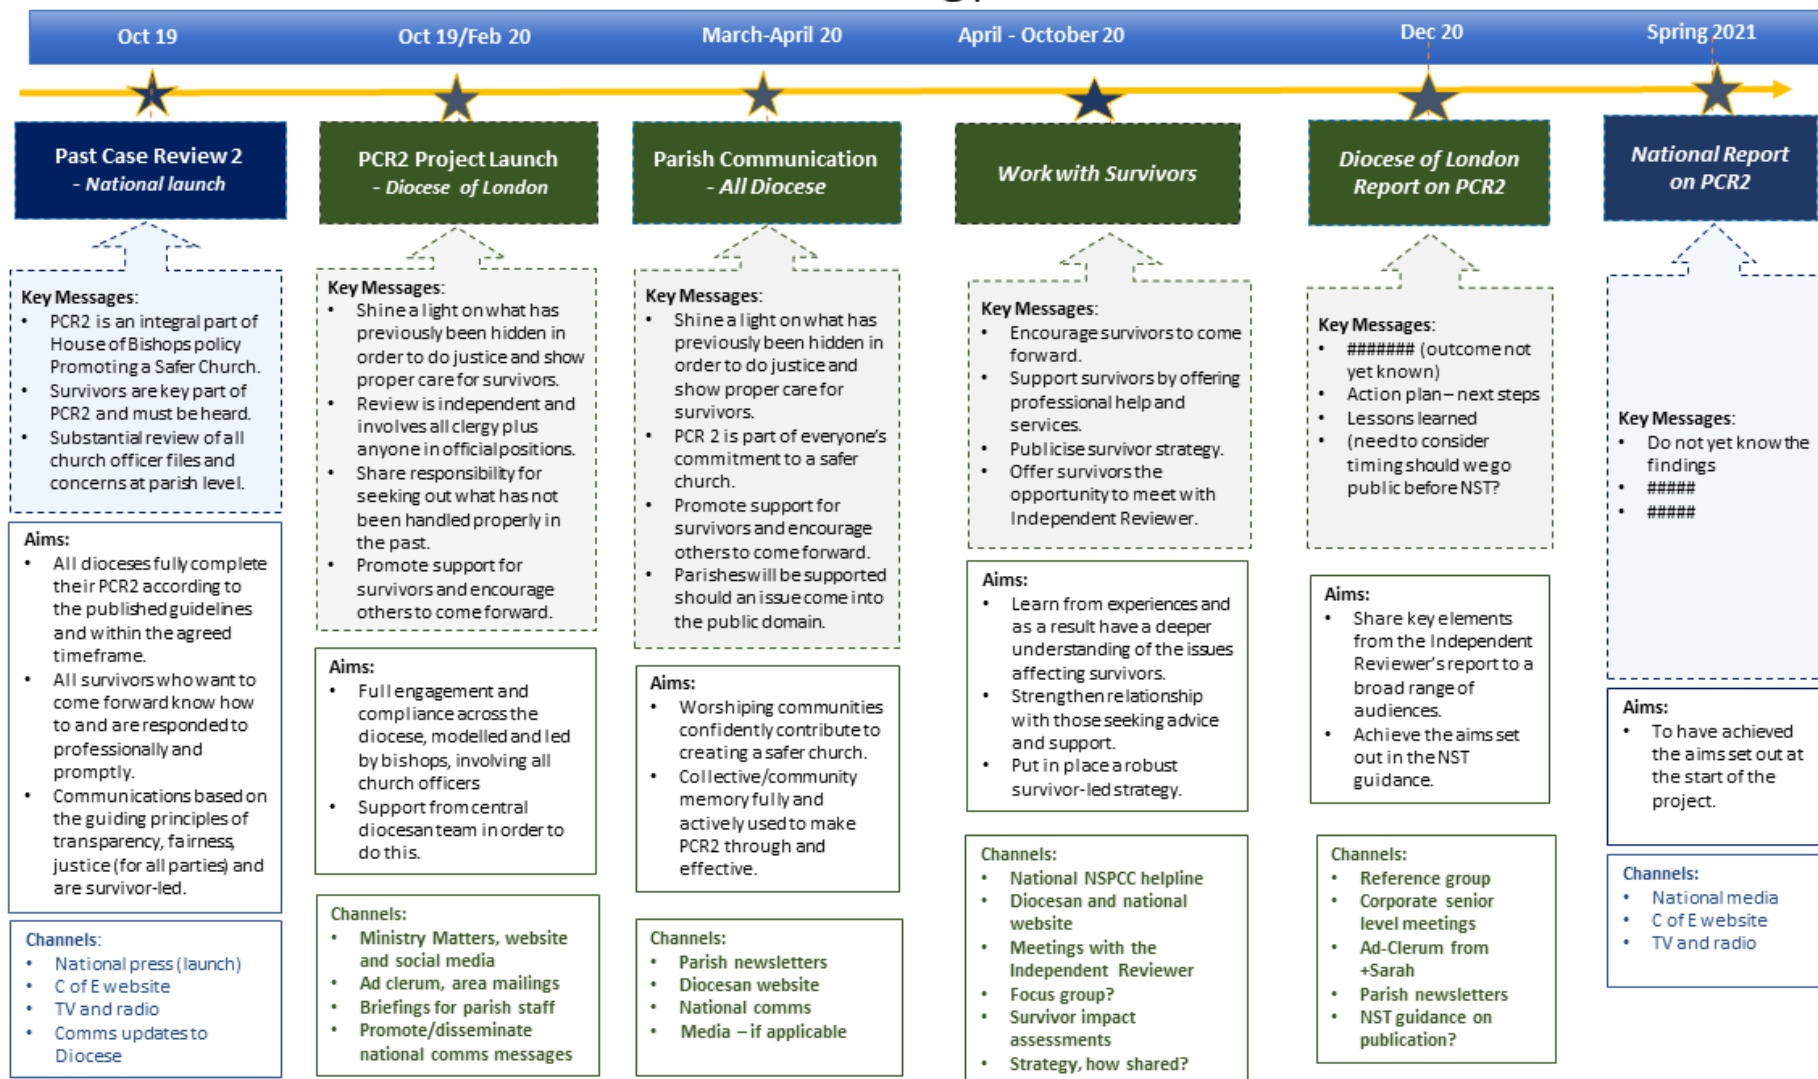 Oct 19
Oct 19/Feb 20
March-April 20
April - October 20
Dec 20
Spring 2021
Past Case Review 2
- National launch
Key Messages:
• PCR2 is an integral part of
House of Bishops policy
Promoting a Safer Church.
• Survivors are key part of
PCR2 and must be heard.
• Substantial review of all
church officer files and
concerns at parish level.
Aims:
• All dioceses fully complete
their PCR2 according to
the published guidelines
and within the agreed
timeframe.
• All survivors who want to
come forward know how
to and are responded to
professionally and
promptly.
• Communications based on
the guiding principles of
transparency, fairness,
justice (for all parties) and
are survivor-led.
Channels:
• National press (launch)
• C of E website
• TV and radio
• Comms updates to
Diocese
PCR2 Project Launch
- Diocese of London
Key Messages:
• Shine a light on what has
previously been hidden in
order to do justice and show
proper care for survivors.
• Review is independent and
involves all clergy plus
anyone in official positions.
• Share responsibility for
seeking out what has not
been handled properly in
the past.
• Promote support for
survivors and encourage
others to come forward.
Aims:
• Full engagement and
compliance across the
diocese, modelled and led
by bishops, involving all
church officers
• Support from central
diocesan team in order to
do this.
Channels:
• Ministry Matters, website
and social media
• Ad clerum, area mailings
• Briefings for parish staff
• Promote/disseminate
national comms messages
Parish Communication
- All Diocese
Key Messages:
• Shine a light on what has
previously been hidden in
order to do justice and
show proper care for
survivors.
• PCR 2 is part of everyone's
commitment to a safer
church.
• Promote support for
survivors and encourage
others to come forward.
• Parishes will be supported
should an issue come into
the public domain.
Aims:
• Worshiping communities
confidently contribute to
creating a safer church.
• Collective/community
memory fully and
actively used to make
PCR2 through and
effective.
Channels:
• Parish newsletters
• Diocesan website
• National comms
• Media – if applicable
Work with Survivors
Key Messages:
• Encourage survivors to come
forward.
• Support survivors by offering
professional help and
services.
• Publicise survivor strategy.
• Offer survivors the
opportunity to meet with
Independent Reviewer.
Aims:
• Learn from experiences and
as a result have a deeper
understanding of the issues
affecting survivors.
• Strengthen relationship
with those seeking advice
and support.
• Put in place a robust
survivor-led strategy.
Channels:
• National NSPCC helpline
• Diocesan and national
website
• Meetings with the
Independent Reviewer
• Focus group?
• Survivor impact
assessments
• Strategy, how shared?
Diocese of London
Report on PCR2
Key Messages:
• ####### (outcome not
yet known)
• Action plan – next steps
• Lessons learned
• (need to consider
timing should we go
public before NST?
Aims:
• Share key elements
from the Independent
Reviewer's report to a
broad range of
audiences.
• Achieve the aims set
out in the NST
guidance.
Channels:
• Reference group
• Corporate senior
level meetings
• Ad-Clerum from
+Sarah
• Parish newsletters
• NST guidance on
publication?
National Report
on PCR2
Key Messages:
• Do not yet know the
findings
• #####
• #####
Aims:
• To have achieved
the aims set out at
the start of the
project.
Channels:
• National media
• C of E website
• TV and radio